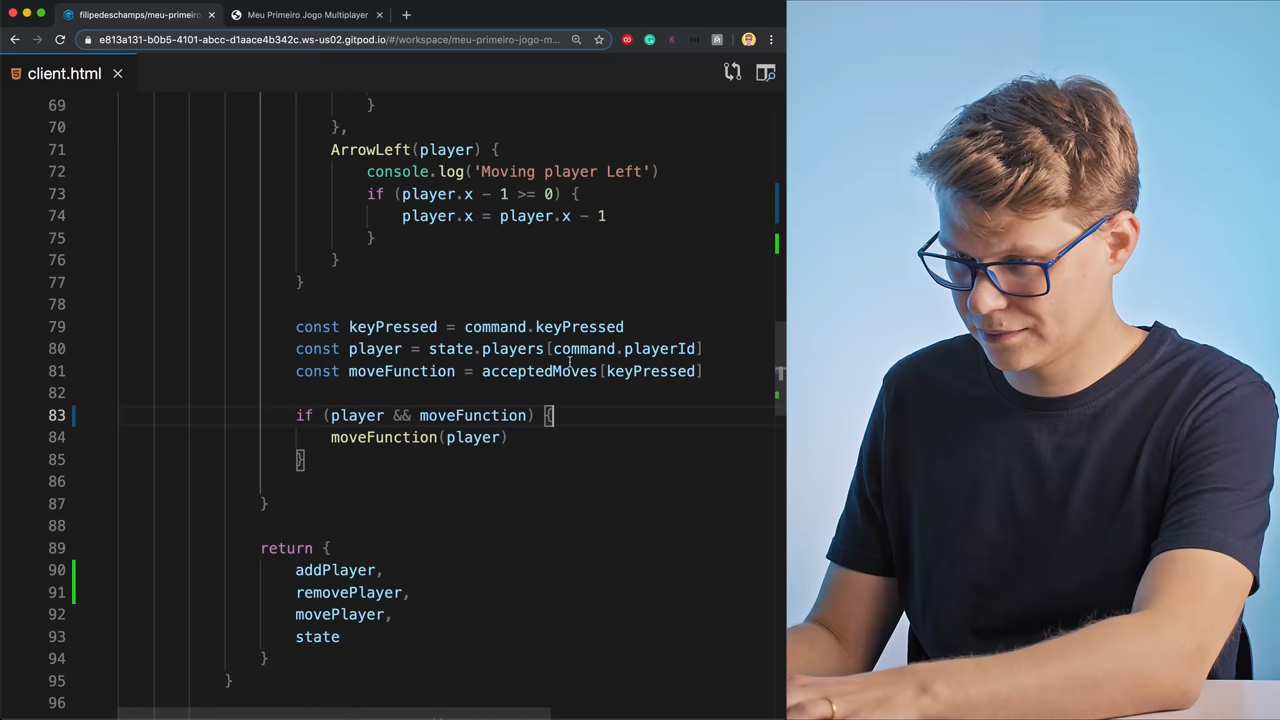 filipedeschamps/meu-primeiro
Meu Primeiro Jogo Multiplayer
e813a131-b0b5-4101-abcc-d1aace4b342c.ws-us02.gitpod.io/#/workspace/meu-primeiro-jogo-m...
client.html
69 }
70 },
71 ArrowLeft(player) {
72 console.log('Moving player Left')
73 if (player.x - 1 >= 0) {
74 player.x = player.x - 1
75 }
76 }
77 }
78
79 const keyPressed = command.keyPressed
80 const player = state.players[command.playerId]
81 const moveFunction = acceptedMoves[keyPressed]
82
83 if (player && moveFunction) {
84 moveFunction(player)
85 }
86
87 }
88
89 return {
90 addPlayer,
91 removePlayer,
92 movePlayer,
93 state
94 }
95 }
96